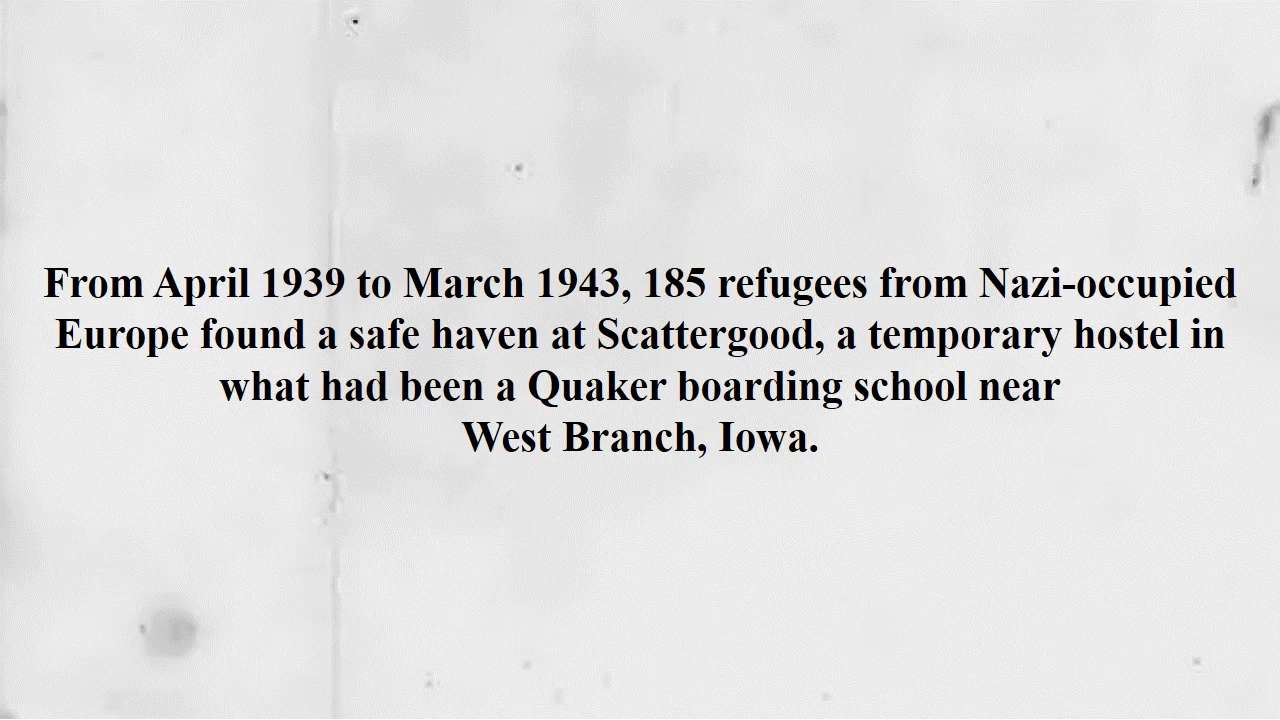 From April 1939 to March 1943, 185 refugees from Nazi-occupied
Europe found a safe haven at Scattergood, a temporary hostel in
what had been a Quaker boarding school near
West Branch, Iowa.